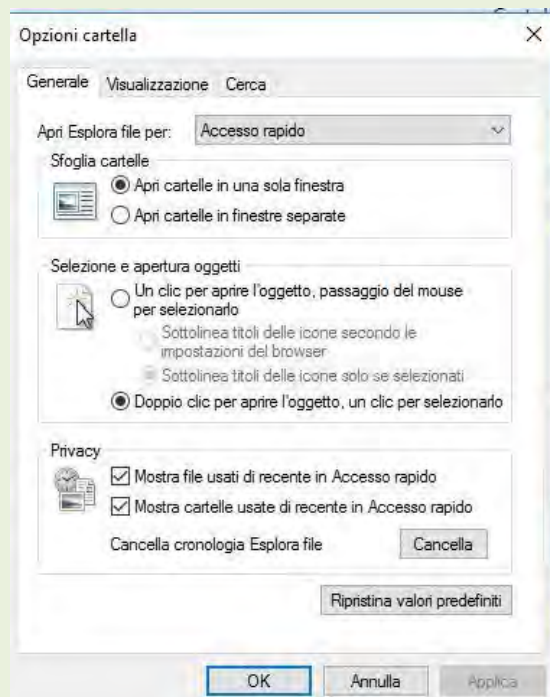 Opzioni cartella
Generale Visualizzazione Cerca
Apri Esplora file per: Accesso rapido
Sfoglia cartelle
Apri cartelle in una sola finestra
Apri cartelle in finestre separate
Selezione e apertura oggetti
Un clic per aprire l'oggetto, passaggio del mouse
per selezionarlo
Sottolinea titoli delle icone secondo le
impostazioni del browser
Sottolinea titoli delle icone solo se selezionati
Doppio clic per aprire l'oggetto, un clic per selezionarlo
Privacy
Mostra file usati di recente in Accesso rapido
Mostra cartelle usate di recente in Accesso rapido
Cancella cronologia Esplora file Cancella
Ripristina valori predefiniti
OK Annulla Applica